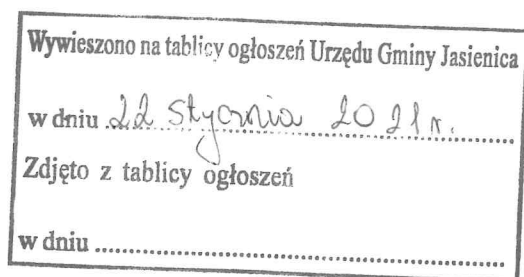 Wywieszono na tablicy ogłoszeń Urzędu Gminy Jasienica
w dniu 22 stycznia 2021 r.
Zdjęto z tablicy ogłoszeń
w dniu ........................................